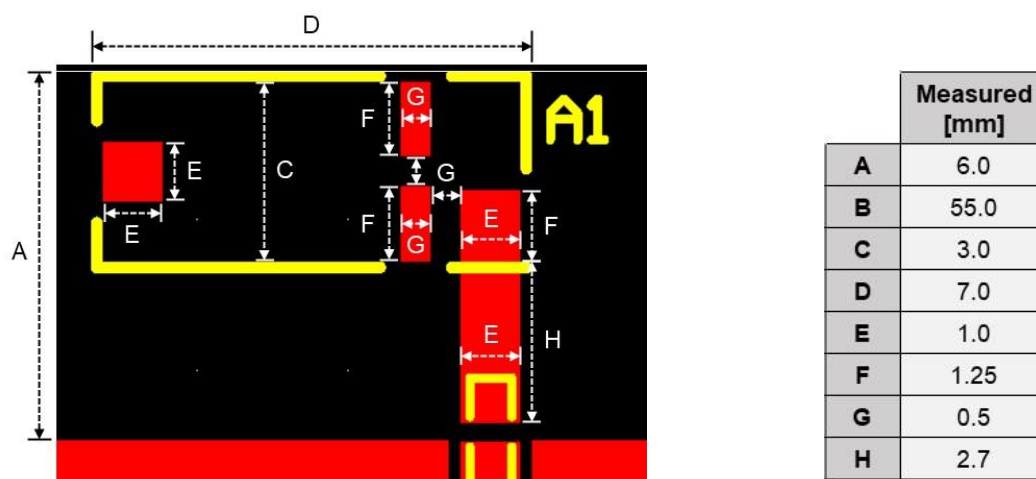 D
G
F
A1
G
E
C
F
E
F
E
G
A
E
H
Measured
[mm]
A 6.0
B 55.0
C 3.0
D 7.0
E 1.0
F 1.25
G 0.5
H 2.7